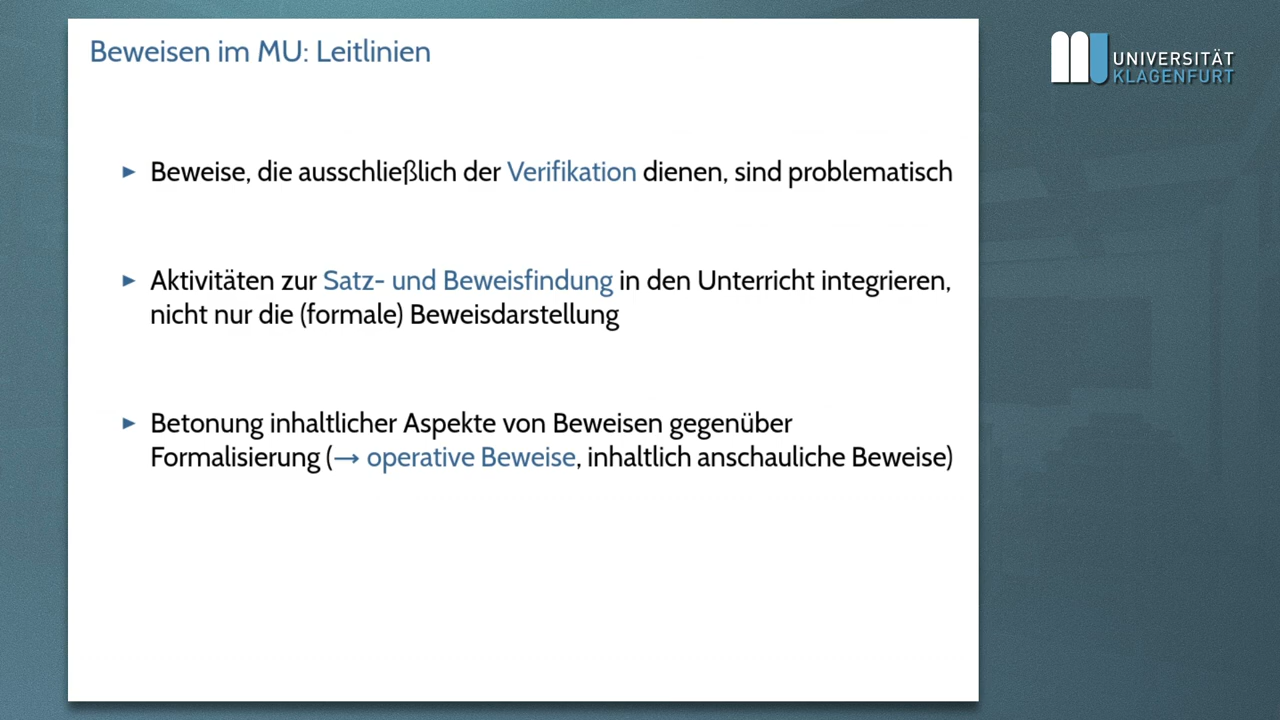 Beweisen im MU: Leitlinien
UNIVERSITÄT
KLAGENFURT
► Beweise, die ausschließlich der Verifikation dienen, sind problematisch
► Aktivitäten zur Satz- und Beweisfindung in den Unterricht integrieren,
nicht nur die (formale) Beweisdarstellung
► Betonung inhaltlicher Aspekte von Beweisen gegenüber
Formalisierung (→ operative Beweise, inhaltlich anschauliche Beweise)